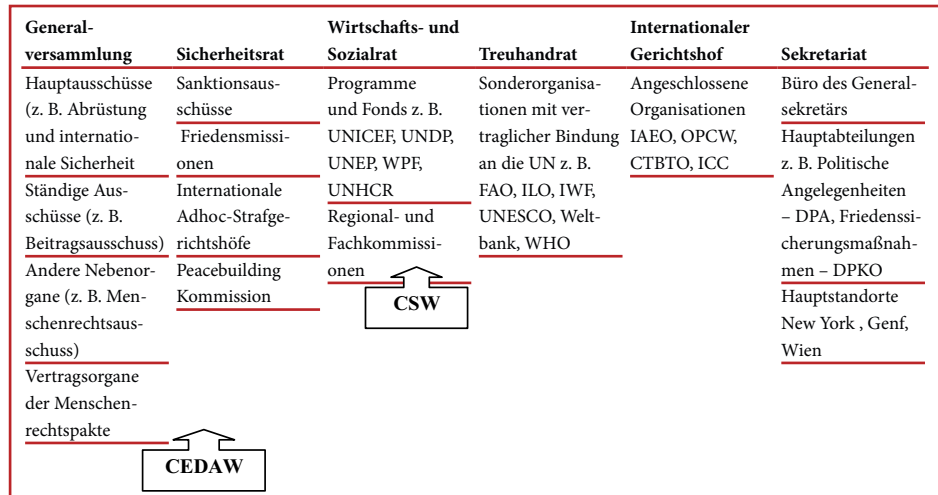 General-
versammlung
Sicherheitsrat
Wirtschafts- und
Sozialrat
Treuhandrat
Internationaler
Gerichtshof
Sekretariat
Hauptausschüsse
(z. B. Abrüstung
und internatio-
nale Sicherheit
Ständige Aus-
schüsse (z. B.
Beitragsausschuss)
Andere Nebenor-
gane (z. B. Men-
schenrechtsaus-
schuss)
Vertragsorgane
der Menschen-
rechtspakte
CEDAW
Sanktionsaus-
schüsse
Friedensmissi-
onen
Internationale
Adhoc-Strafge-
richtshöfe
Peacebuilding
Kommission
Programme
und Fonds z. B.
UNICEF, UNDP,
UNEP, WPF,
UNHCR
Regional- und
Fachkommissi-
onen
CSW
Sonderorganisa-
tionen mit ver-
traglicher Bindung
an die UN z. B.
FAO, ILO, IWF,
UNESCO, Welt-
bank, WHO
Angeschlossene
Organisationen
IAEO, OPCW,
CTBTO, ICC
Büro des General-
sekretärs
Hauptabteilungen
z. B. Politische
Angelegenheiten
– DPA, Friedenssi-
cherungsmaßnah-
men – DPKO
Hauptstandorte
New York , Genf,
Wien